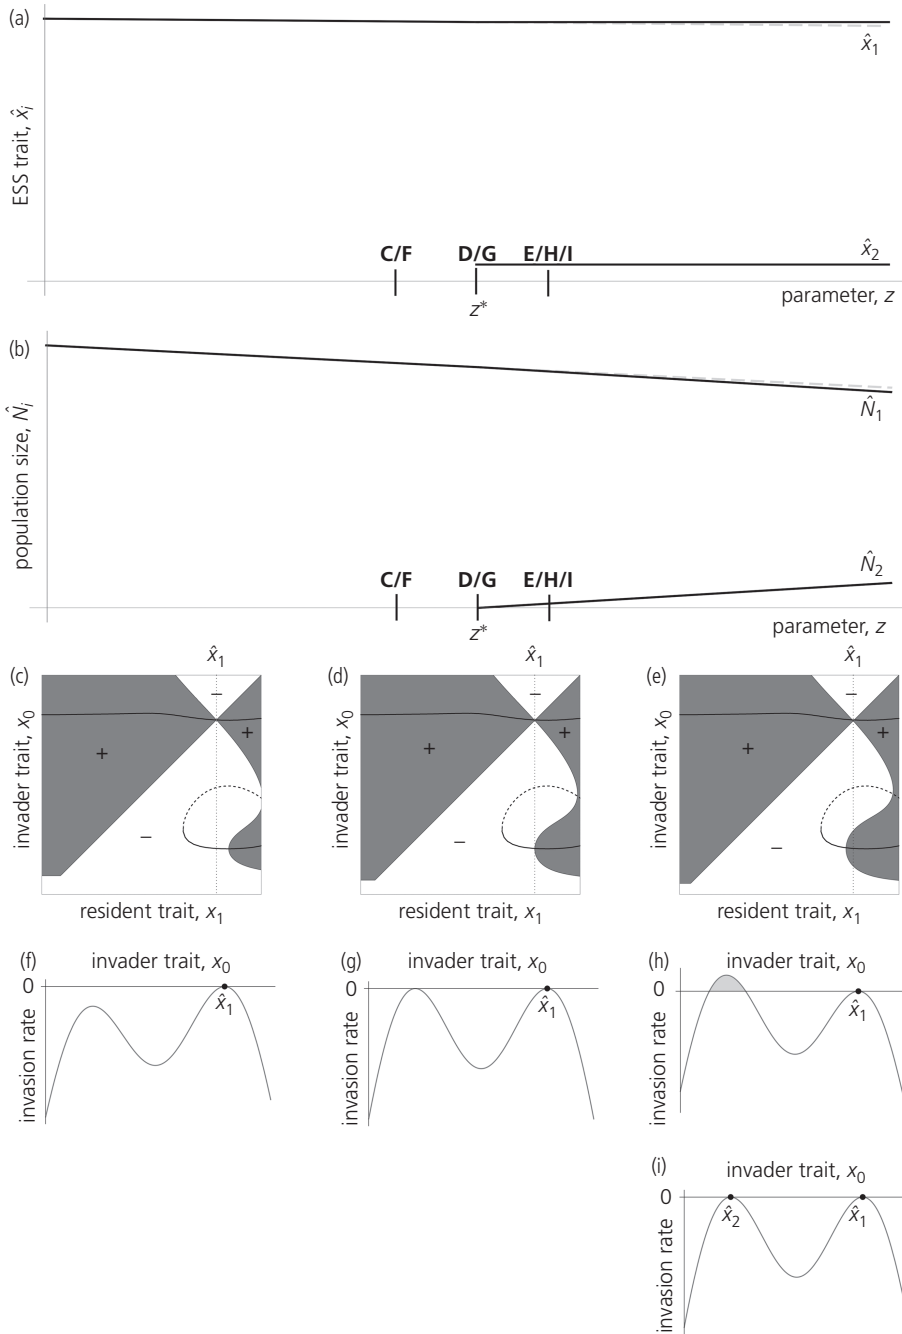 (a)
ESS trait, x̂ᵢ
x̂₁
C/F D/G E/H/I
x̂₂
z*
parameter, z
(b)
population size, N̂ᵢ
N̂₁
C/F D/G E/H/I
N̂₂
z*
parameter, z
(c) x̂₁ (d) x̂₁ (e) x̂₁
invader trait, x₀ invader trait, x₀ invader trait, x₀
− − −
+ + + + + +
− − −
resident trait, x₁ resident trait, x₁ resident trait, x₁
(f) invader trait, x₀ (g) invader trait, x₀ (h) invader trait, x₀
0 0 0
x̂₁ x̂₁ x̂₁
invasion rate invasion rate invasion rate
(i) invader trait, x₀
0
x̂₂ x̂₁
invasion rate